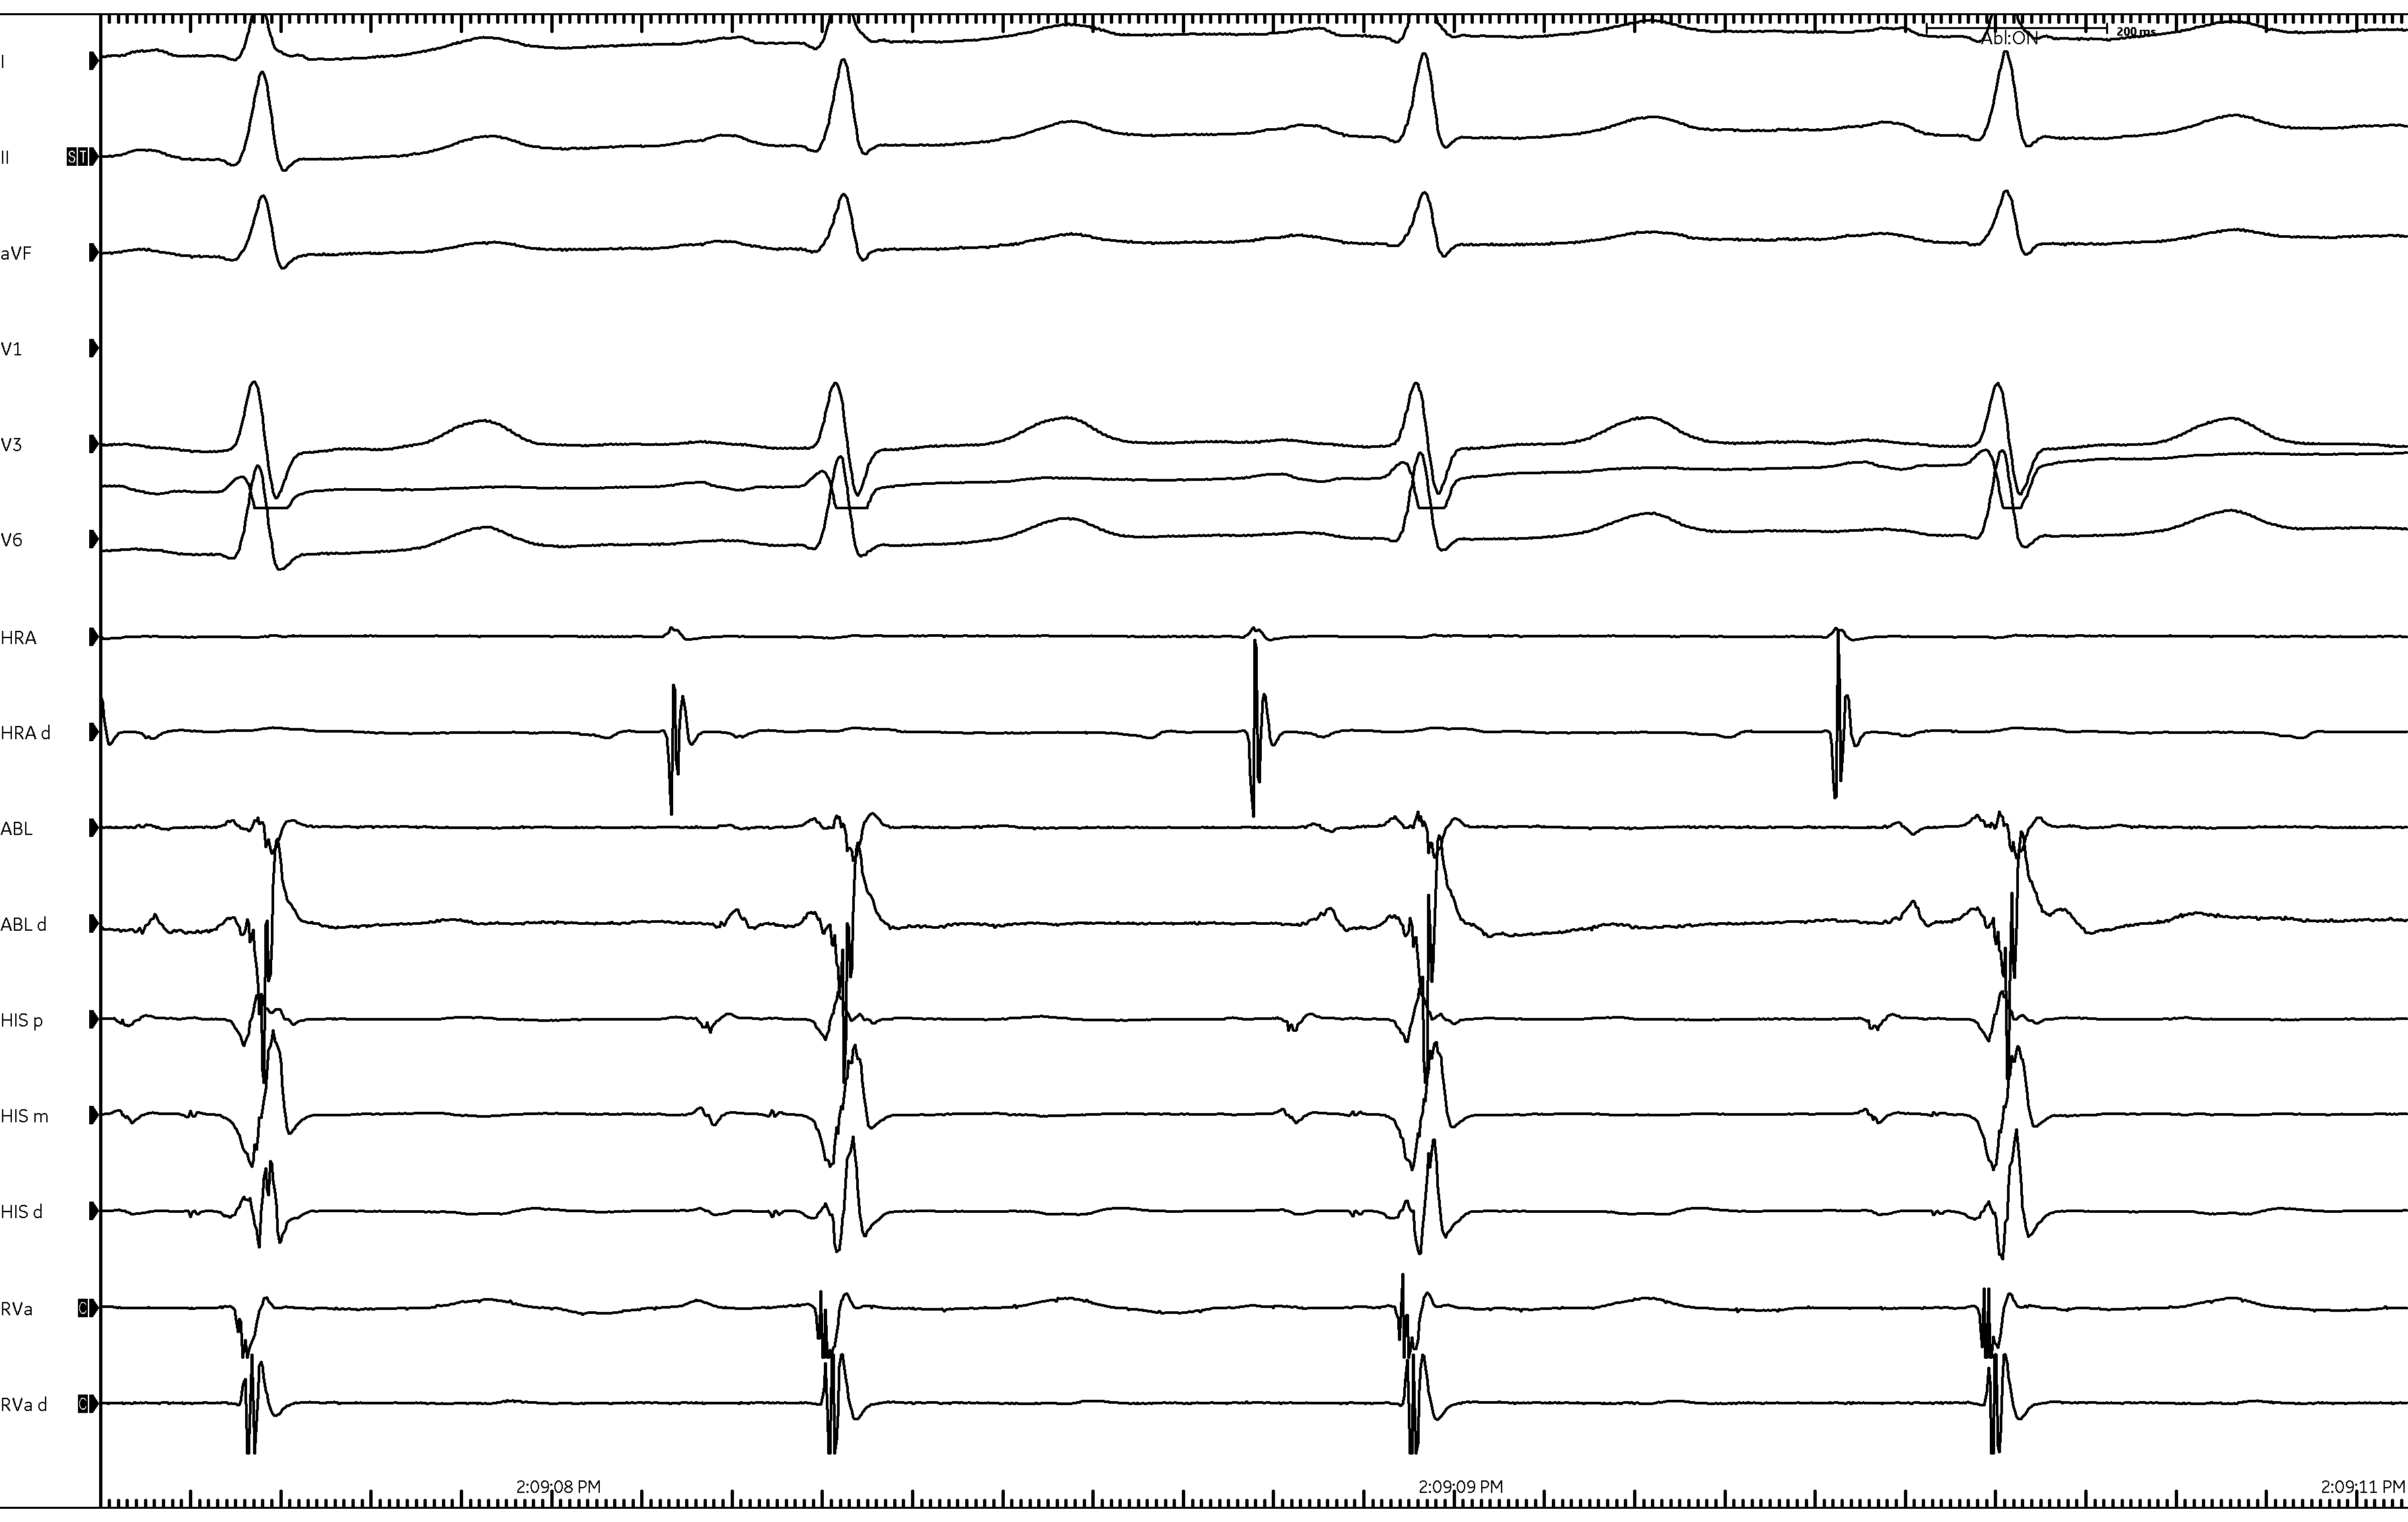 I
200 ms
Abl:ON
II ST
aVF
V1
V3
V6
HRA
HRA d
ABL
ABL d
HIS p
HIS m
HIS d
RVa C
RVa d C
2:09:08 PM 2:09:09 PM 2:09:11 PM